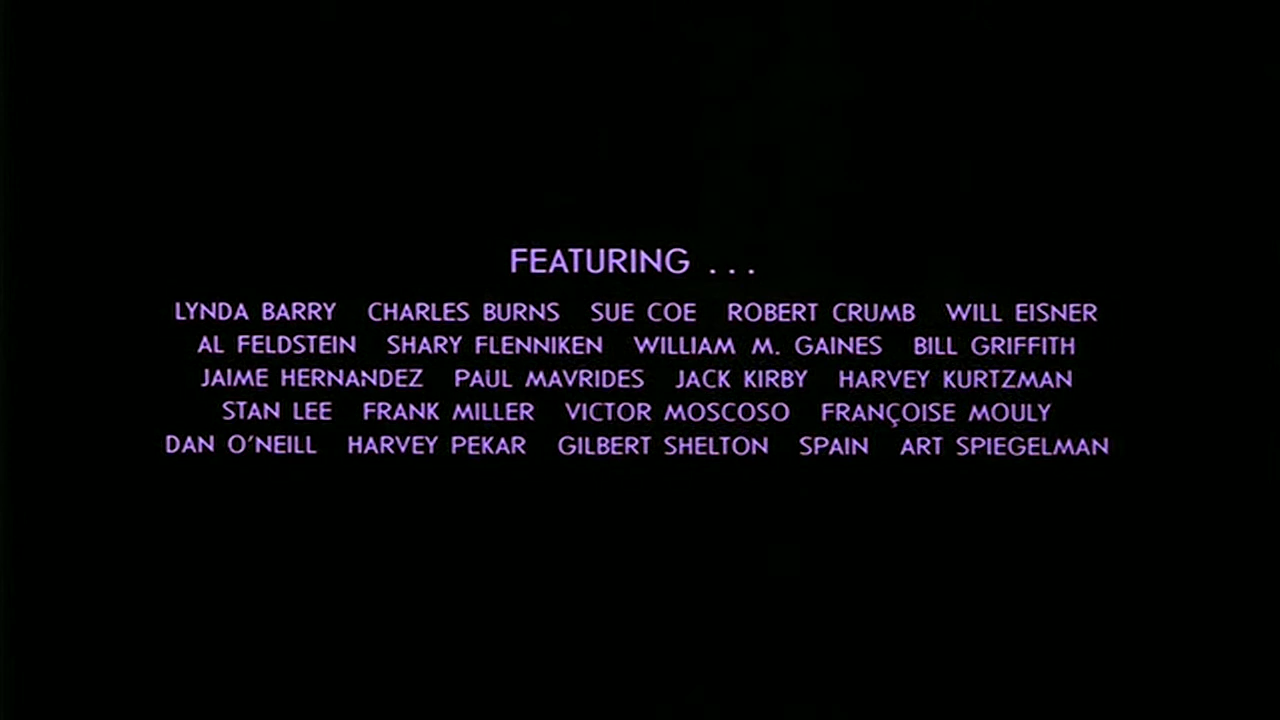 FEATURING ...
LYNDA BARRY CHARLES BURNS SUE COE ROBERT CRUMB WILL EISNER
AL FELDSTEIN SHARY FLENNIKEN WILLIAM M. GAINES BILL GRIFFITH
JAIME HERNANDEZ PAUL MAVRIDES JACK KIRBY HARVEY KURTZMAN
STAN LEE FRANK MILLER VICTOR MOSCOSO FRANÇOISE MOULY
DAN O'NEILL HARVEY PEKAR GILBERT SHELTON SPAIN ART SPIEGELMAN